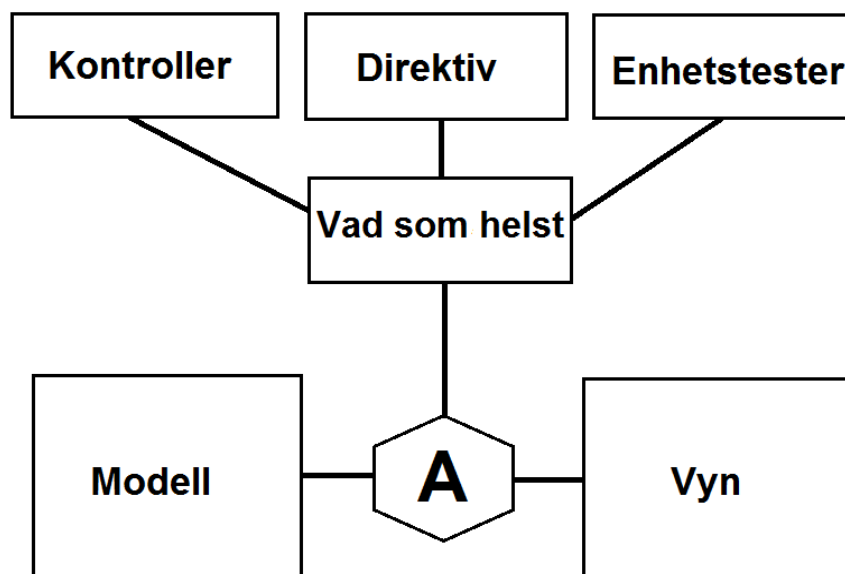 Kontroller
Direktiv
Enhetstester
Vad som helst
Modell
A
Vyn